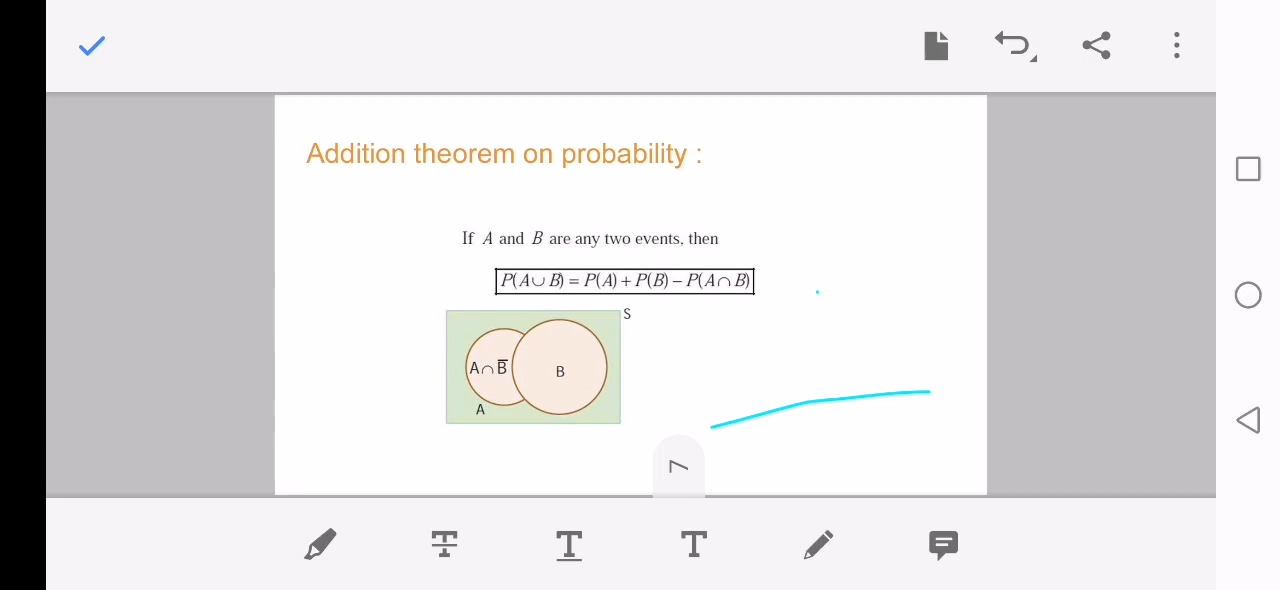 Addition theorem on probability :
If A and B are any two events, then
P(A∪B) = P(A) + P(B) − P(A∩B)
S
A∩B̅
B
A
7